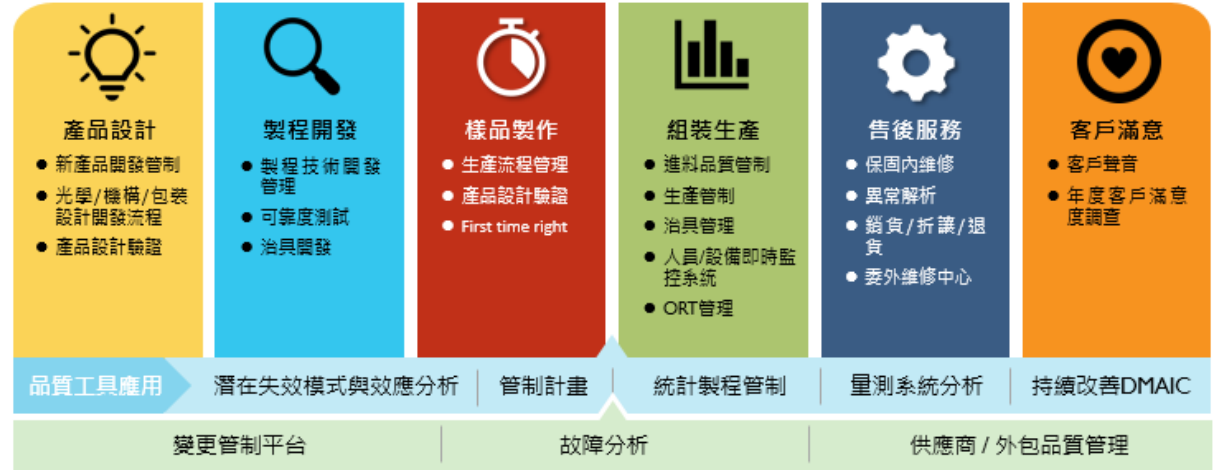 產品設計
● 新產品開發管制
● 光學/機構/包裝
設計開發流程
● 產品設計驗證
製程開發
● 製程技術開發
管理
● 可靠度測試
● 治具開發
樣品製作
● 生產流程管理
● 產品設計驗證
● First time right
組裝生產
● 進料品質管制
● 生產管制
● 治具管理
● 人員/設備即時監
控系統
● ORT管理
售後服務
● 保固內維修
● 異常解析
● 銷貨/折讓/退
貨
● 委外維修中心
客戶滿意
● 客戶聲音
● 年度客戶滿意
度調查
品質工具應用
潛在失效模式與效應分析
管制計畫
統計製程管制
量測系統分析
持續改善DMAIC
變更管制平台
故障分析
供應商 / 外包品質管理